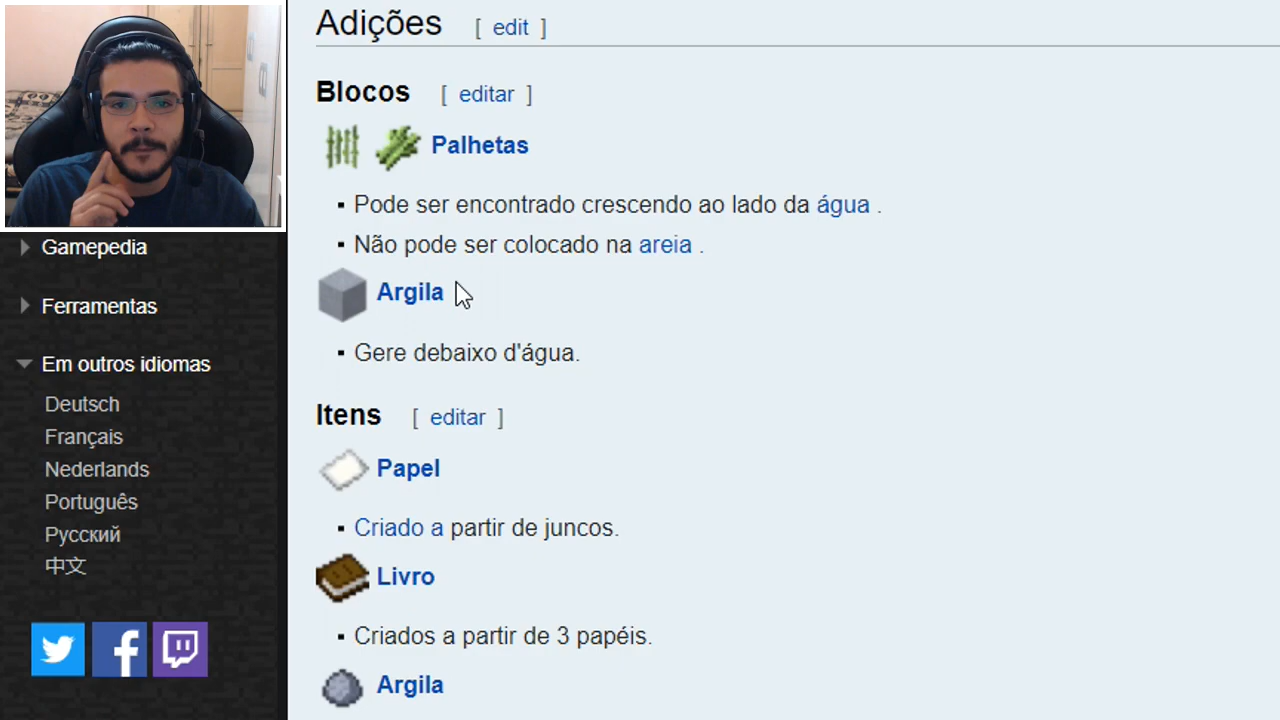 Adições [ edit ]
Blocos [ editar ]
Palhetas
▪ Pode ser encontrado crescendo ao lado da água .
▪ Não pode ser colocado na areia .
Argila
▪ Gere debaixo d'água.
Itens [ editar ]
Papel
▪ Criado a partir de juncos.
Livro
▪ Criados a partir de 3 papéis.
Argila
Gamepedia
Ferramentas
Em outros idiomas
Deutsch
Français
Nederlands
Português
Русский
中文